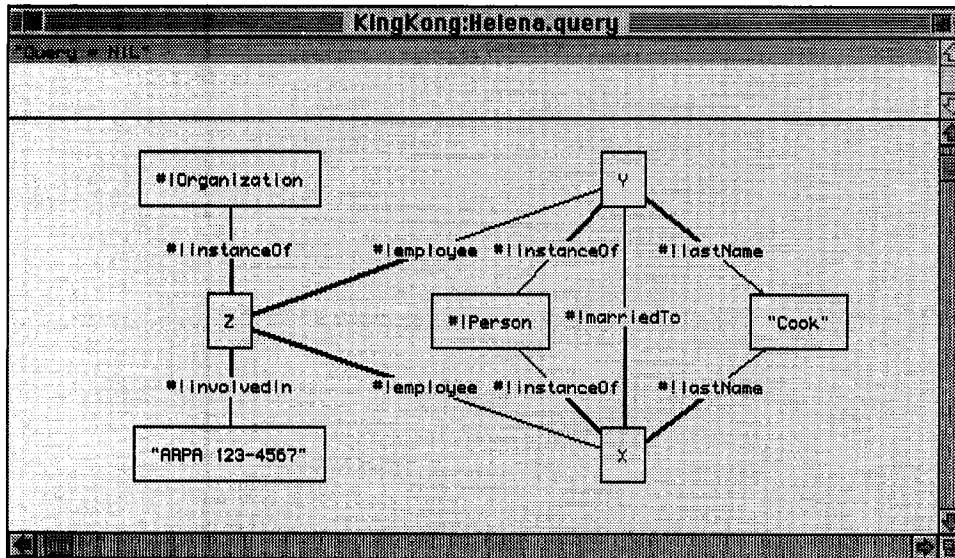 KingKong:Helena.query
"Query = NIL"
#!Organization
Y
#!instanceOf
#!employee
#!instanceOf
#!lastName
Z
#!Person
#!marriedTo
"Cook"
#!involvedIn
#!employee
#!instanceOf
#!lastName
"ARPA 123-4567"
X